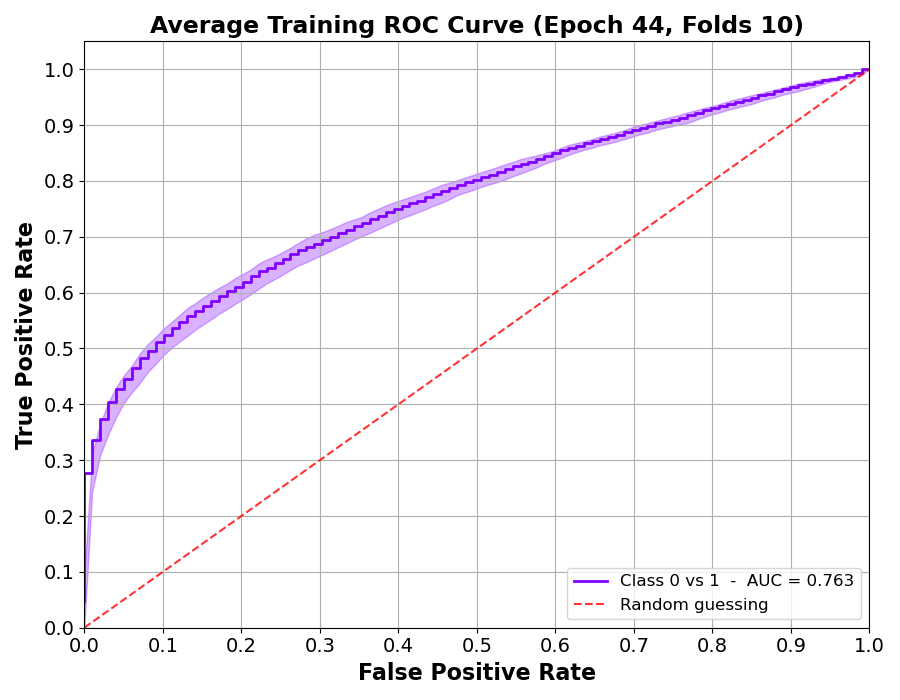 Average Training ROC Curve (Epoch 44, Folds 10)
True Positive Rate
1.0
0.9
0.8
0.7
0.6
0.5
0.4
0.3
0.2
0.1
0.0
Class 0 vs 1 - AUC = 0.763
Random guessing
0.0 0.1 0.2 0.3 0.4 0.5 0.6 0.7 0.8 0.9 1.0
False Positive Rate